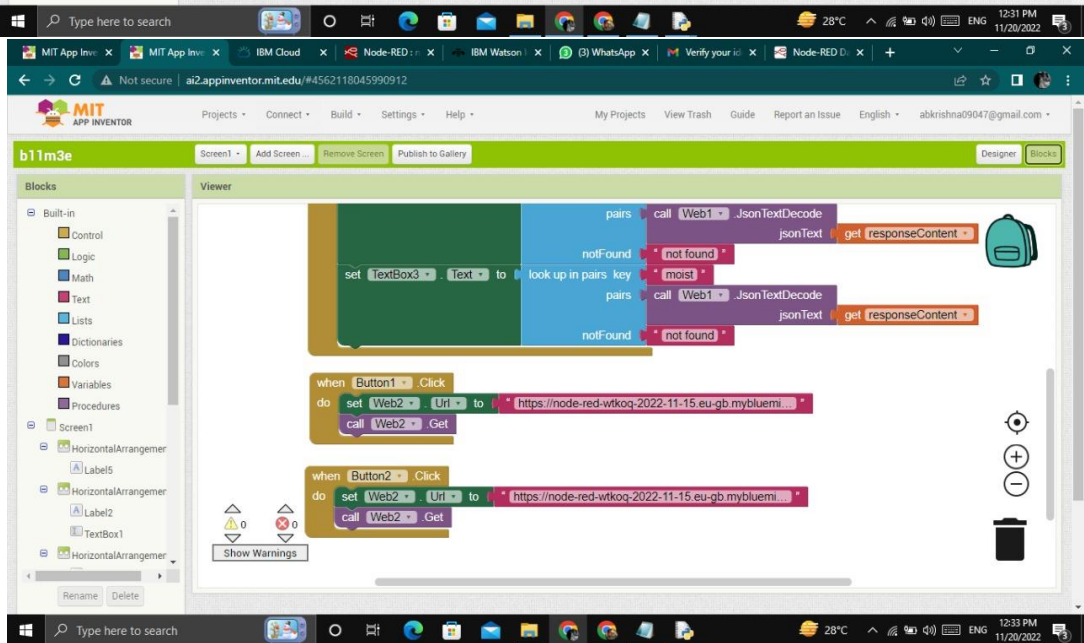 Type here to search
28°C ENG 12:31 PM
11/20/2022
MIT App Inve MIT App Inve IBM Cloud Node-RED : IBM Watson (3) WhatsApp Verify your id Node-RED Da
Not secure ai2.appinventor.mit.edu/#4562118045990912
MIT
APP INVENTOR
Projects Connect Build Settings Help My Projects View Trash Guide Report an Issue English abkrishna09047@gmail.com
b11m3e Screen1 Add Screen ... Remove Screen Publish to Gallery Designer Blocks
Blocks Viewer
Built-in
Control
Logic
Math
Text
Lists
Dictionaries
Colors
Variables
Procedures
Screen1
HorizontalArrangemer
Label5
HorizontalArrangemer
Label2
TextBox1
HorizontalArrangemer
Rename Delete
pairs call Web1 .JsonTextDecode
jsonText get responseContent
notFound " not found "
set TextBox3 . Text to look up in pairs key " moist "
pairs call Web1 .JsonTextDecode
jsonText get responseContent
notFound " not found "
when Button1 .Click
do set Web2 . Url to " https://node-red-wtkoq-2022-11-15.eu-gb.mybluemi... "
call Web2 .Get
when Button2 .Click
do set Web2 . Url to " https://node-red-wtkoq-2022-11-15.eu-gb.mybluemi... "
call Web2 .Get
0 0
Show Warnings
Type here to search
28°C ENG 12:33 PM
11/20/2022